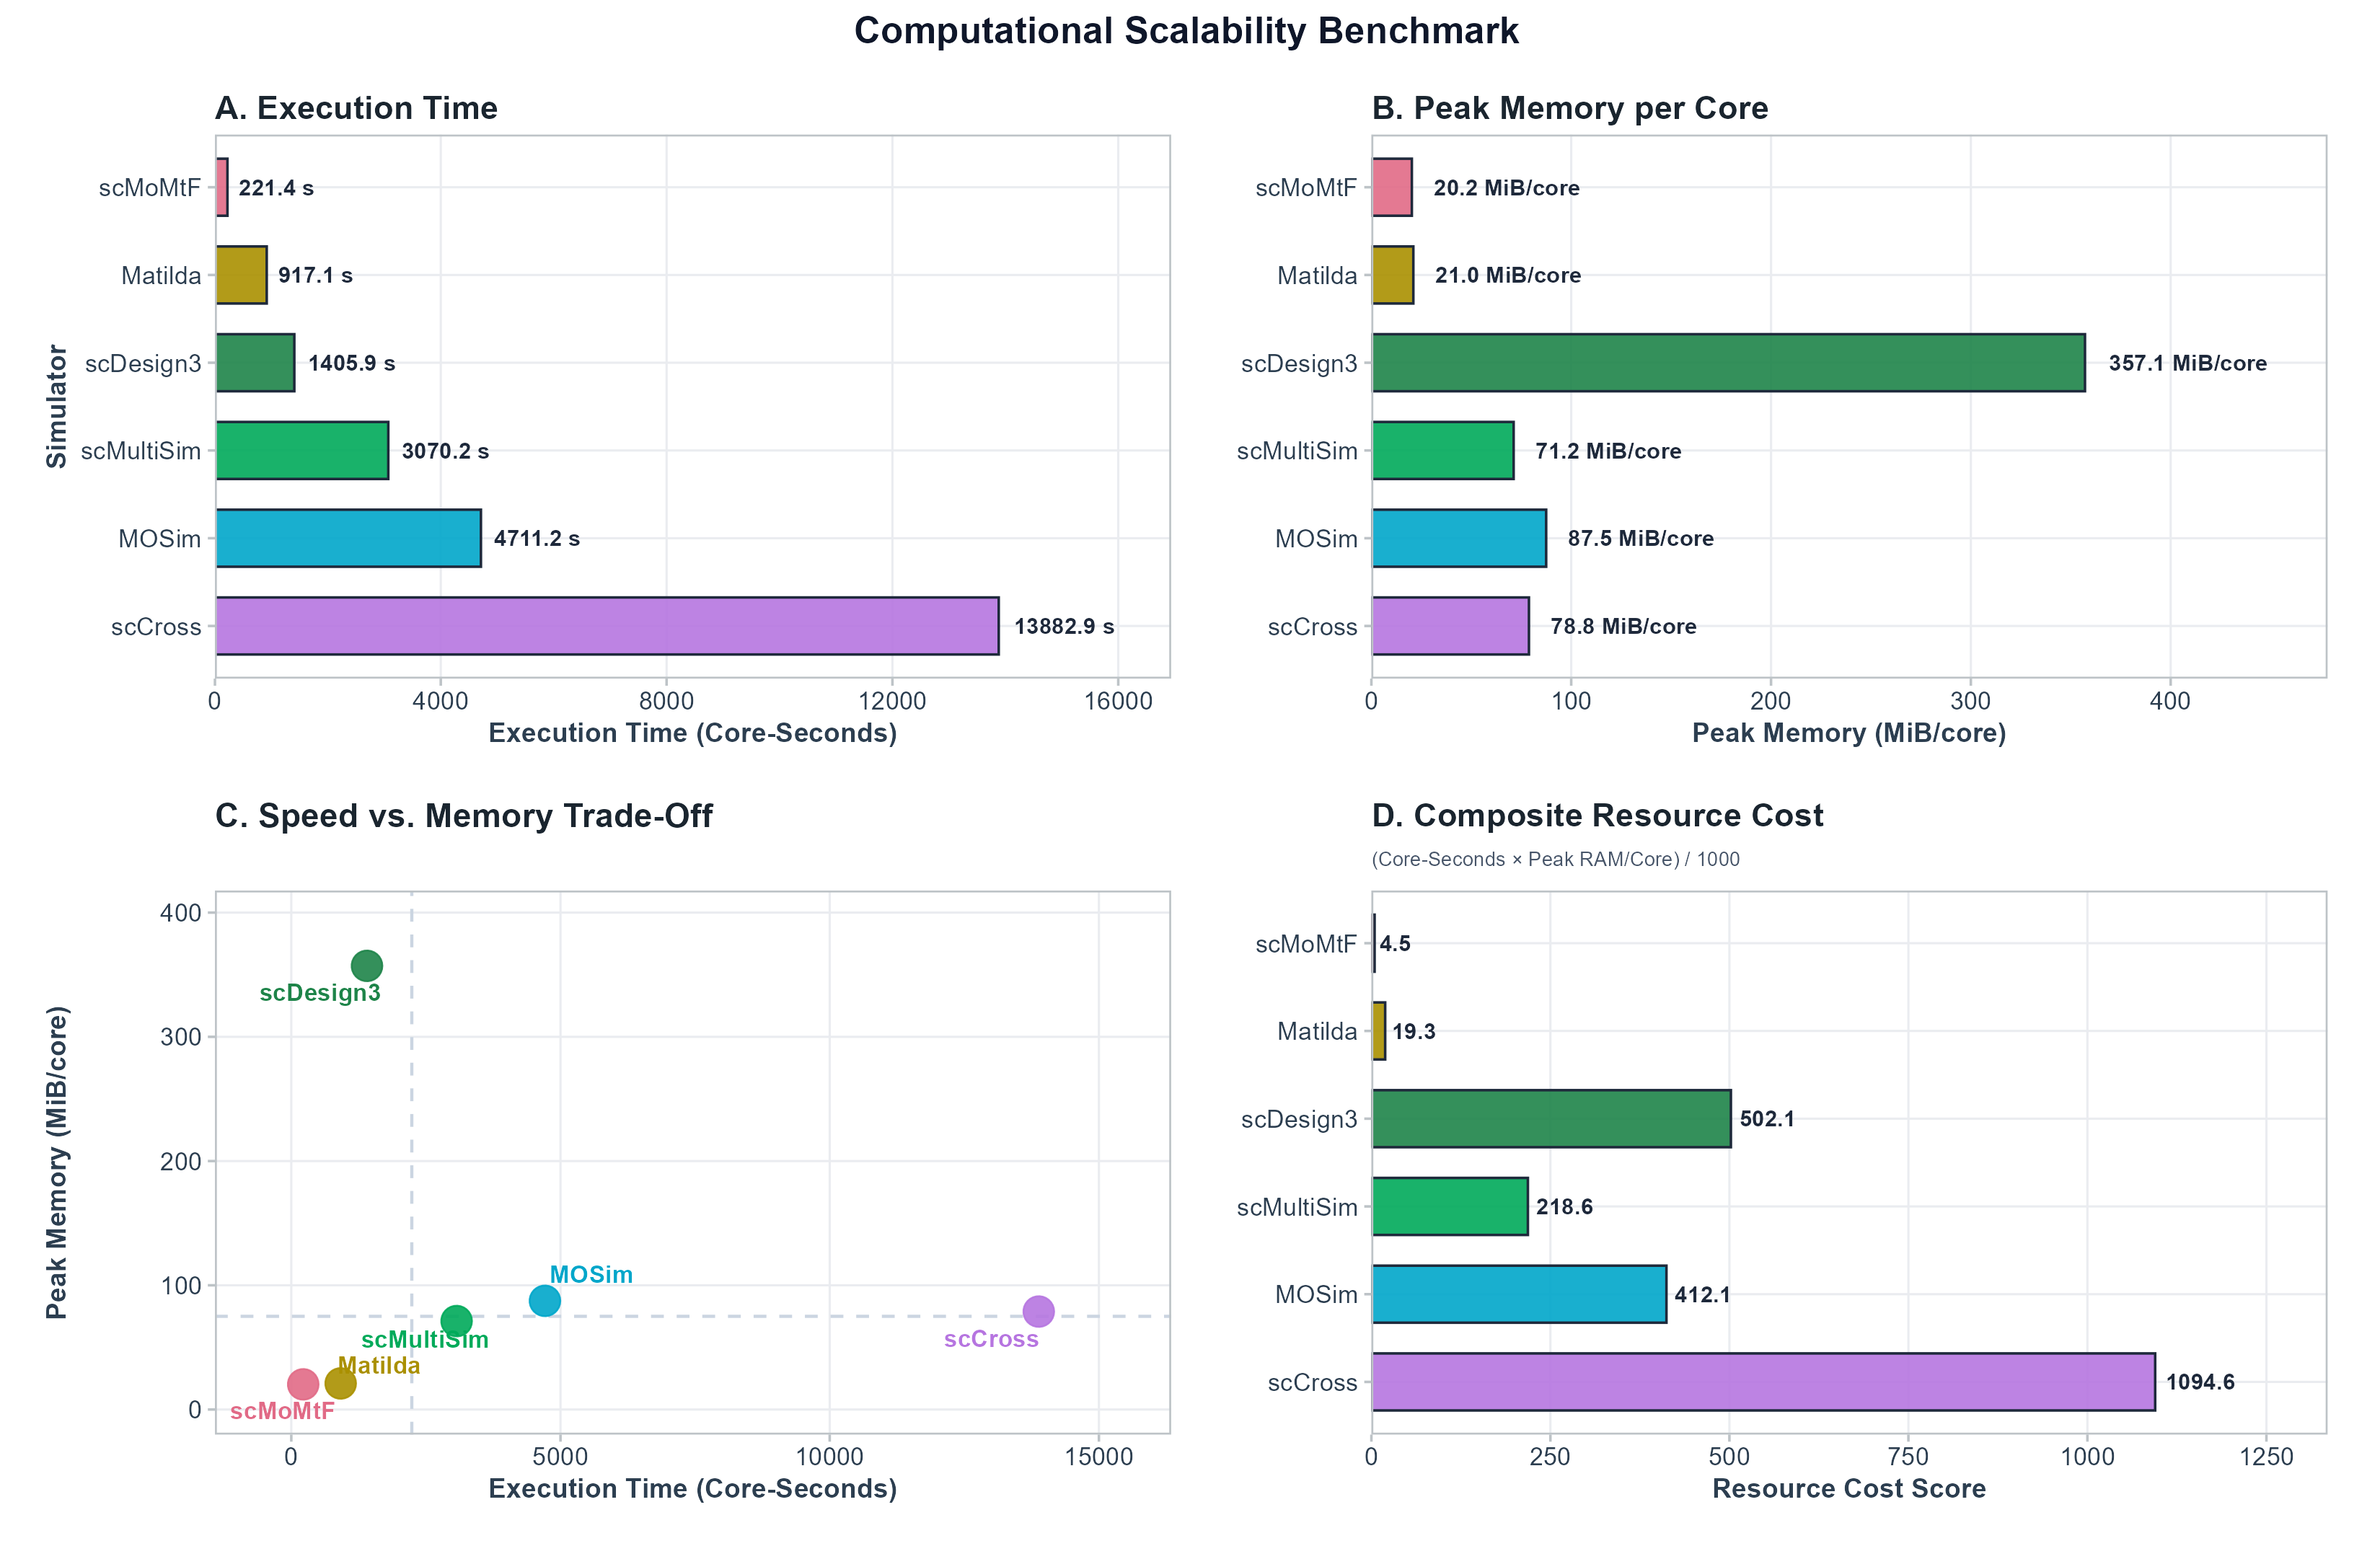 Computational Scalability Benchmark
A. Execution Time
Simulator
scMoMtF
221.4 s
Matilda
917.1 s
scDesign3
1405.9 s
scMultiSim
3070.2 s
MOSim
4711.2 s
scCross
13882.9 s
0 4000 8000 12000 16000
Execution Time (Core-Seconds)
B. Peak Memory per Core
scMoMtF
20.2 MiB/core
Matilda
21.0 MiB/core
scDesign3
357.1 MiB/core
scMultiSim
71.2 MiB/core
MOSim
87.5 MiB/core
scCross
78.8 MiB/core
0 100 200 300 400
Peak Memory (MiB/core)
C. Speed vs. Memory Trade-Off
Peak Memory (MiB/core)
400
300
200
100
0
scDesign3
MOSim
scMultiSim
scCross
Matilda
scMoMtF
0 5000 10000 15000
Execution Time (Core-Seconds)
D. Composite Resource Cost
(Core-Seconds × Peak RAM/Core) / 1000
scMoMtF
4.5
Matilda
19.3
scDesign3
502.1
scMultiSim
218.6
MOSim
412.1
scCross
1094.6
0 250 500 750 1000 1250
Resource Cost Score